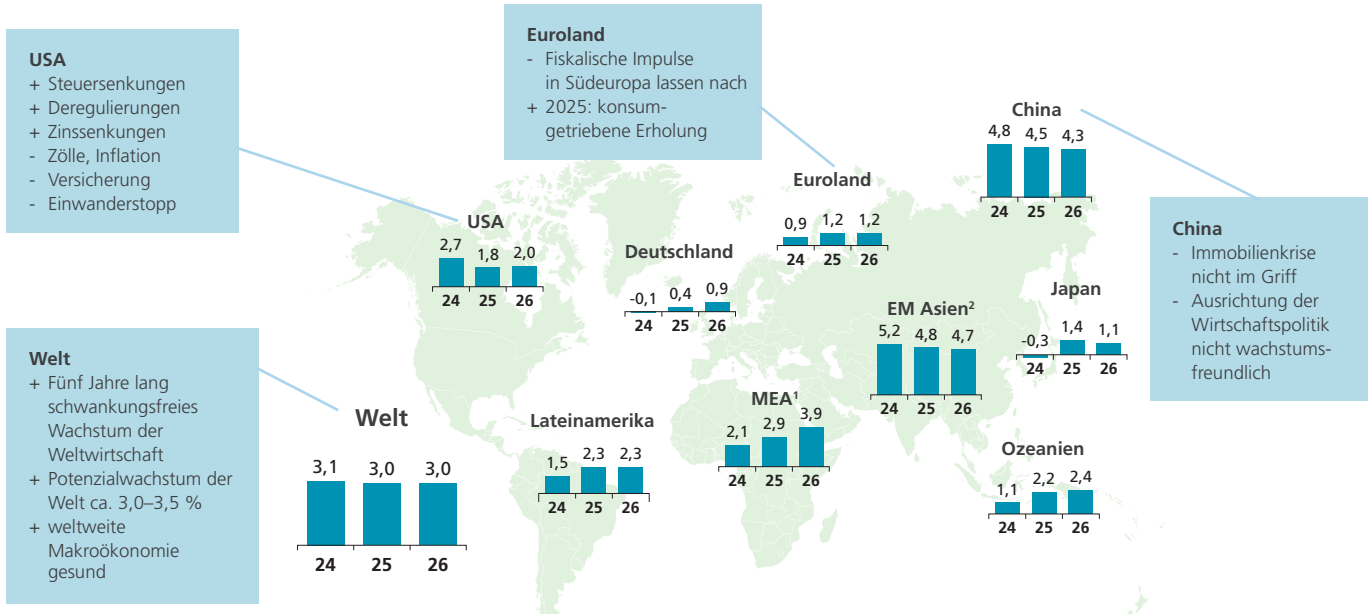 USA
+ Steuersenkungen
+ Deregulierungen
+ Zinssenkungen
- Zölle, Inflation
- Versicherung
- Einwanderstopp
Euroland
- Fiskalische Impulse
in Südeuropa lassen nach
+ 2025: konsum-
getriebene Erholung
China
4,8 4,5 4,3
24 25 26
Euroland
0,9 1,2 1,2
24 25 26
USA
2,7 1,8 2,0
24 25 26
Deutschland
-0,1 0,4 0,9
24 25 26
China
- Immobilienkrise
nicht im Griff
- Ausrichtung der
Wirtschaftspolitik
nicht wachstums-
freundlich
Japan
-0,3 1,4 1,1
24 25 26
EM Asien²
5,2 4,8 4,7
24 25 26
Welt
+ Fünf Jahre lang
schwankungsfreies
Wachstum der
Weltwirtschaft
+ Potenzialwachstum der
Welt ca. 3,0–3,5 %
+ weltweite
Makroökonomie
gesund
Welt
3,1 3,0 3,0
24 25 26
Lateinamerika
1,5 2,3 2,3
24 25 26
MEA¹
2,1 2,9 3,9
24 25 26
Ozeanien
1,1 2,2 2,4
24 25 26